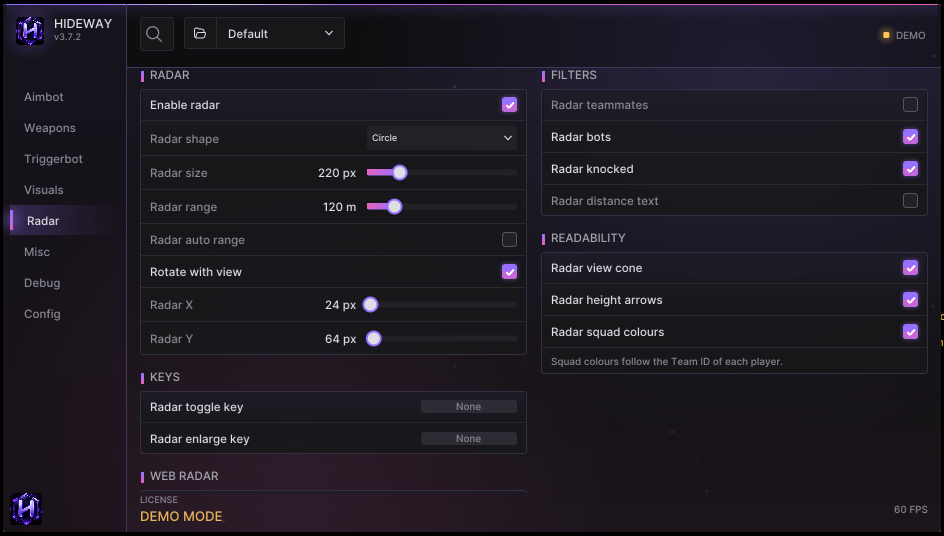 HIDEWAY
v3.7.2
Default
DEMO
Aimbot
Weapons
Triggerbot
Visuals
Radar
Misc
Debug
Config
RADAR
Enable radar
Radar shape Circle
Radar size 220 px
Radar range 120 m
Radar auto range
Rotate with view
Radar X 24 px
Radar Y 64 px
KEYS
Radar toggle key None
Radar enlarge key None
WEB RADAR
FILTERS
Radar teammates
Radar bots
Radar knocked
Radar distance text
READABILITY
Radar view cone
Radar height arrows
Radar squad colours
Squad colours follow the Team ID of each player.
LICENSE
DEMO MODE
60 FPS